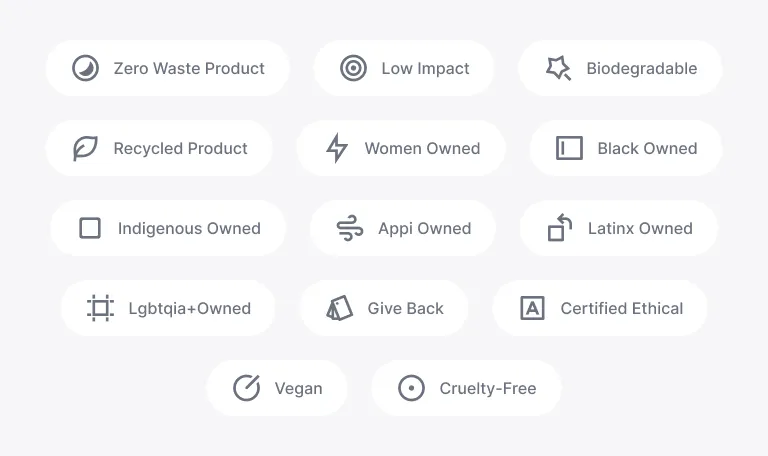 Zero Waste Product
Low Impact
Biodegradable
Recycled Product
Women Owned
Black Owned
Indigenous Owned
Appi Owned
Latinx Owned
Lgbtqia+Owned
Give Back
A
Certified Ethical
Vegan
Cruelty-Free